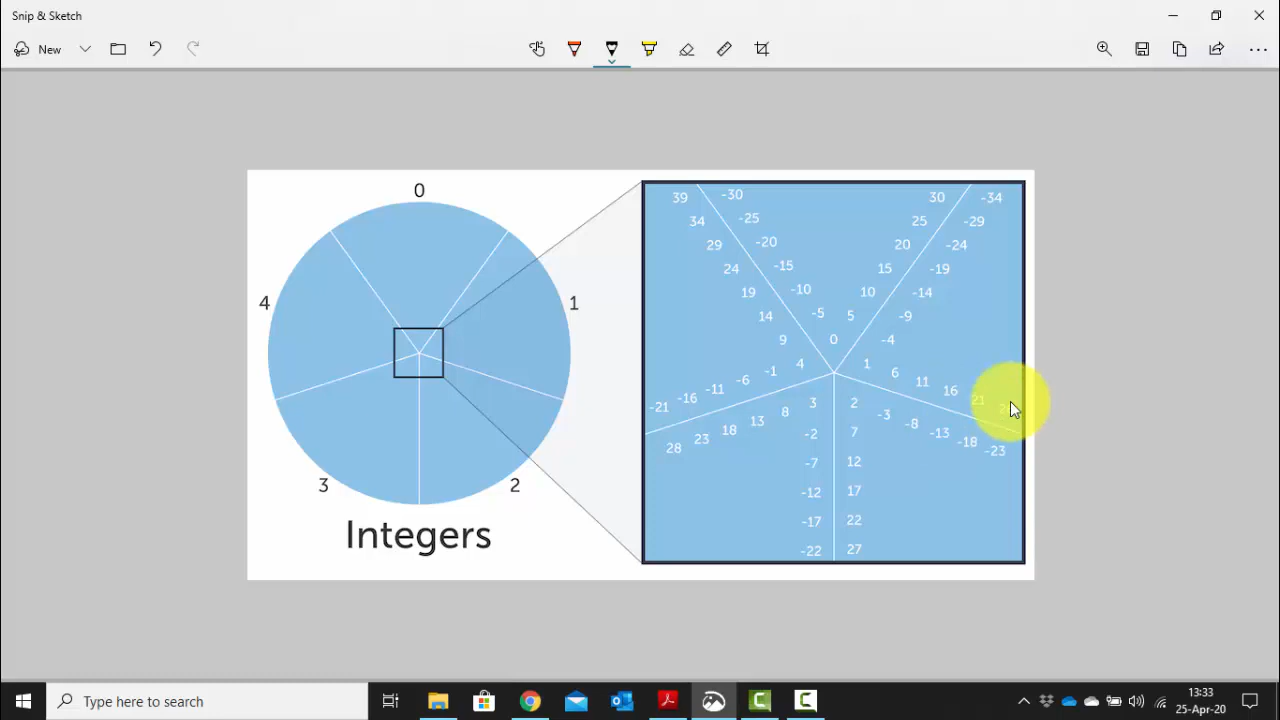 Snip & Sketch
New
0
4
1
3
2
Integers
39 -30 30 -34
34 -25 25 -29
29 -20 20 -24
24 -15 15 -19
19 -10 10 -14
14 -5 5 -9
9 0 -4
-21 -16 -11 -6 -1 4 1 6 11 16 21
28 23 18 13 8 3 2 -3 -8 -13 -18 -23
-2 7
-7 12
-12 17
-17 22
-22 27
Type here to search
13:33
25-Apr-20